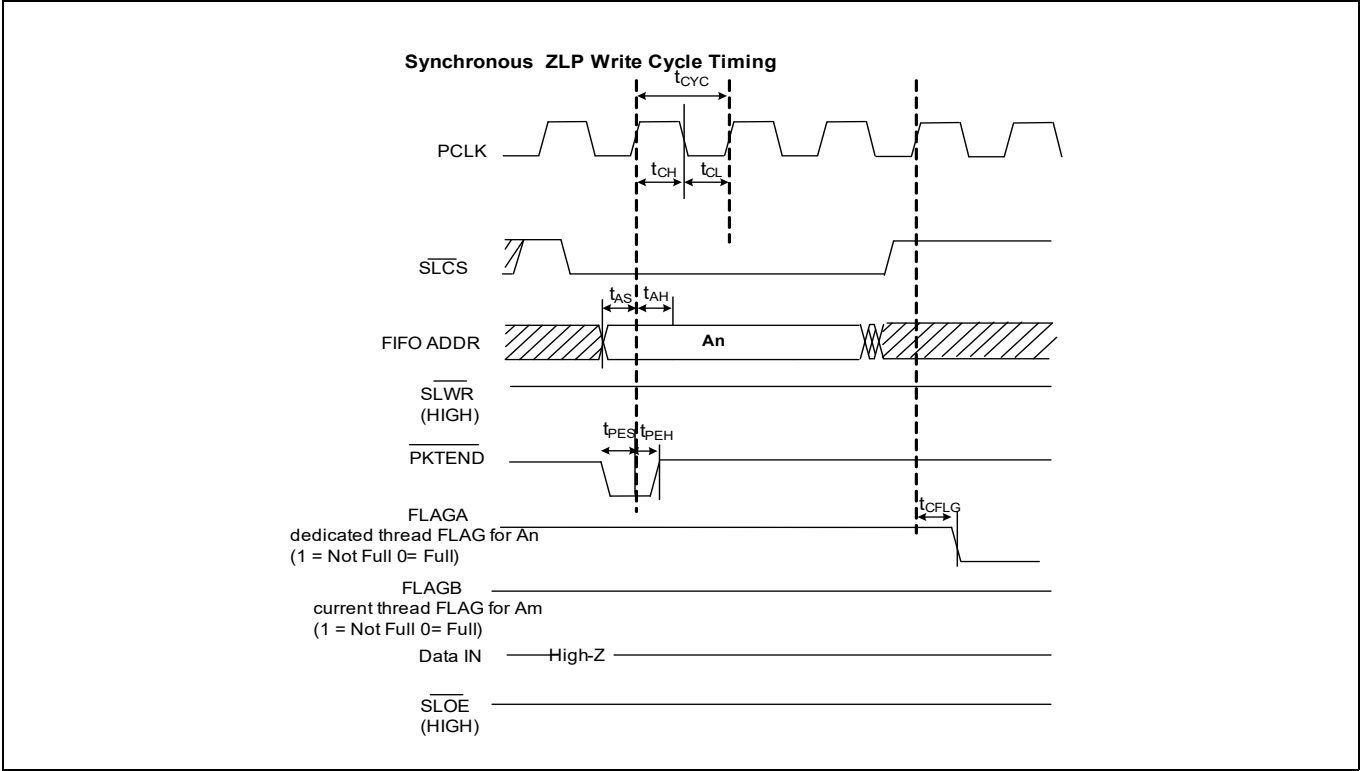 Synchronous ZLP Write Cycle Timing
tCYC
PCLK
tCH
tCL
SLCS
tAS
tAH
FIFO ADDR
An
SLWR
(HIGH)
tPES
tPEH
PKTEND
tCFLG
FLAGA
dedicated thread FLAG for An
(1 = Not Full 0= Full)
FLAGB
current thread FLAG for Am
(1 = Not Full 0= Full)
Data IN
High-Z
SLOE
(HIGH)